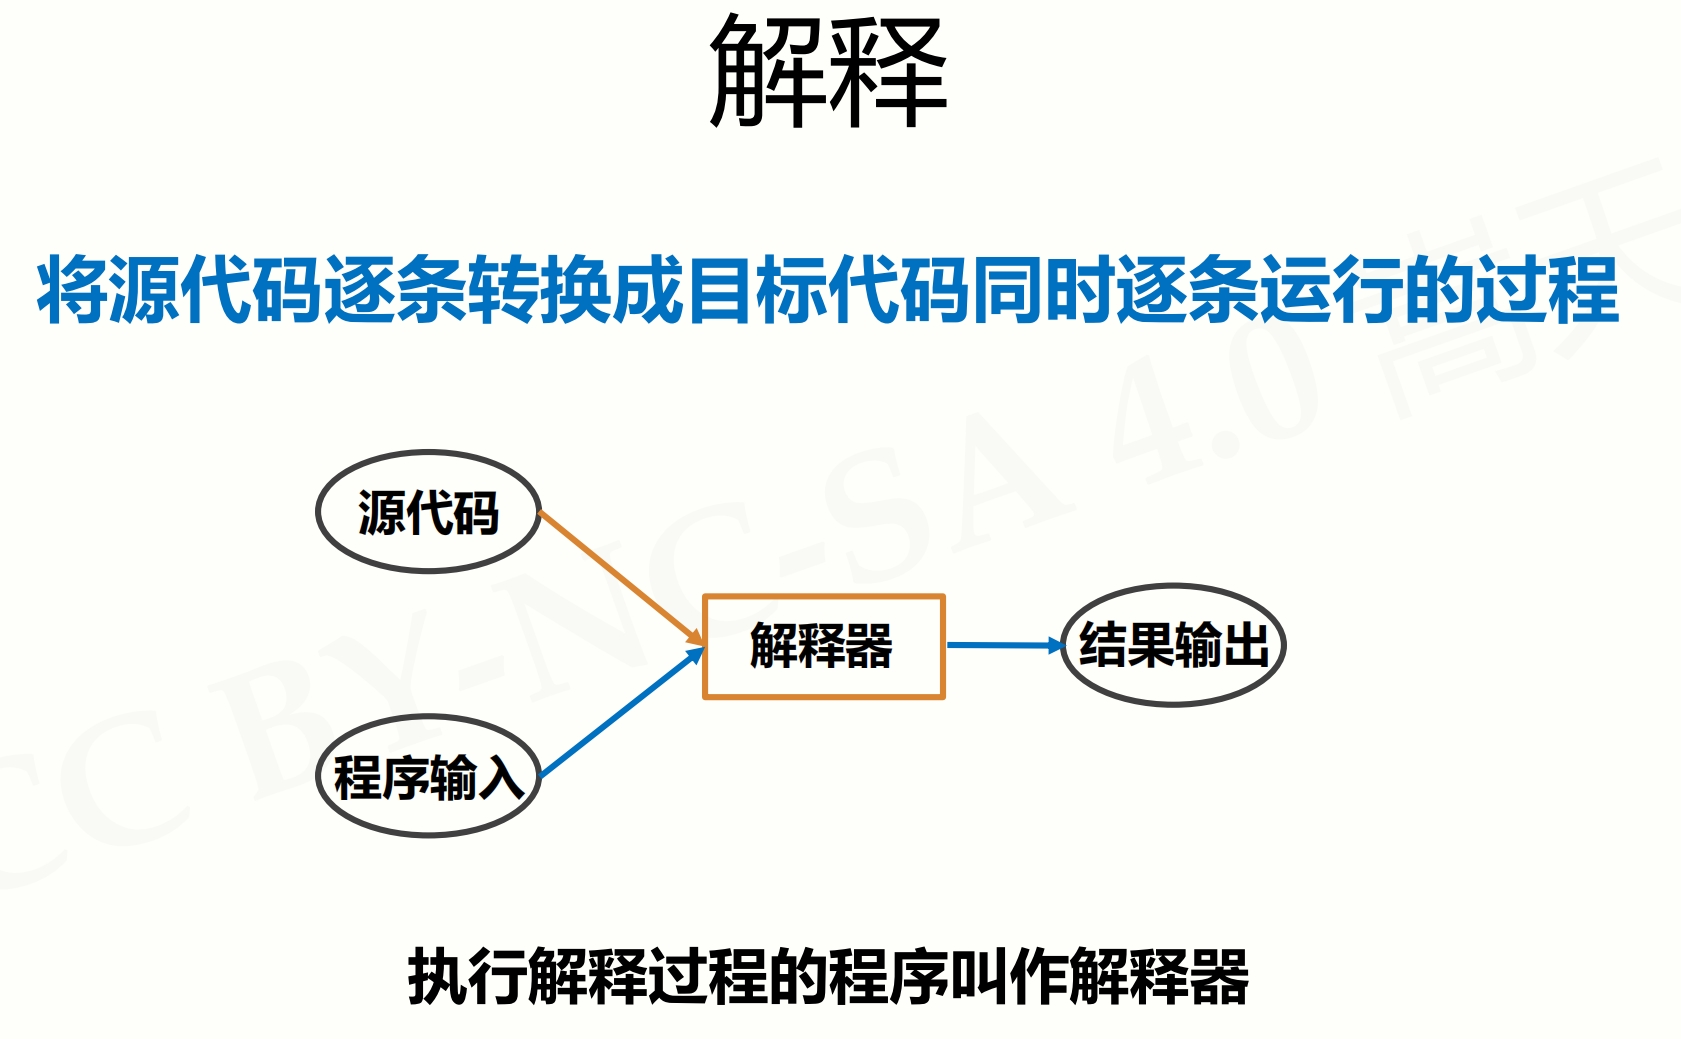 解释
将源代码逐条转换成目标代码同时逐条运行的过程
源代码
解释器
结果输出
程序输入
执行解释过程的程序叫作解释器
CC BY-NC-SA 4.0 嵩天